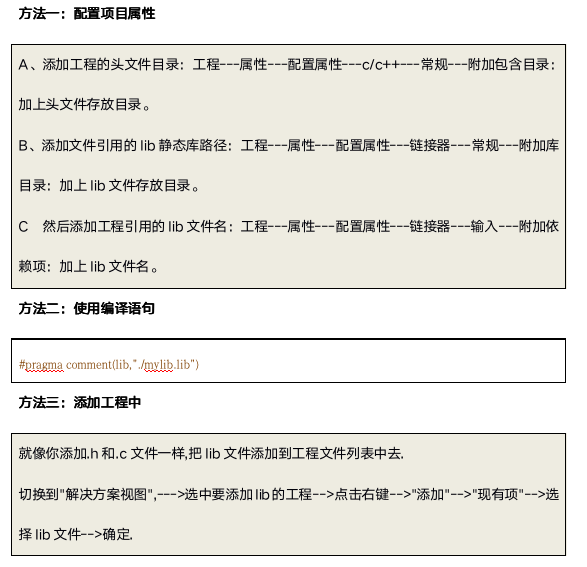 方法一：配置项目属性
A、添加工程的头文件目录：工程---属性---配置属性---c/c++---常规---附加包含目录：
加上头文件存放目录。
B、添加文件引用的 lib 静态库路径：工程---属性---配置属性---链接器---常规---附加库
目录：加上 lib 文件存放目录。
C　然后添加工程引用的 lib 文件名：工程---属性---配置属性---链接器---输入---附加依
赖项：加上 lib 文件名。
方法二：使用编译语句
#pragma comment(lib,"./mylib.lib")
方法三：添加工程中
就像你添加.h 和.c 文件一样,把 lib 文件添加到工程文件列表中去.
切换到"解决方案视图",--->选中要添加 lib 的工程-->点击右键-->"添加"-->"现有项"-->选
择 lib 文件-->确定.